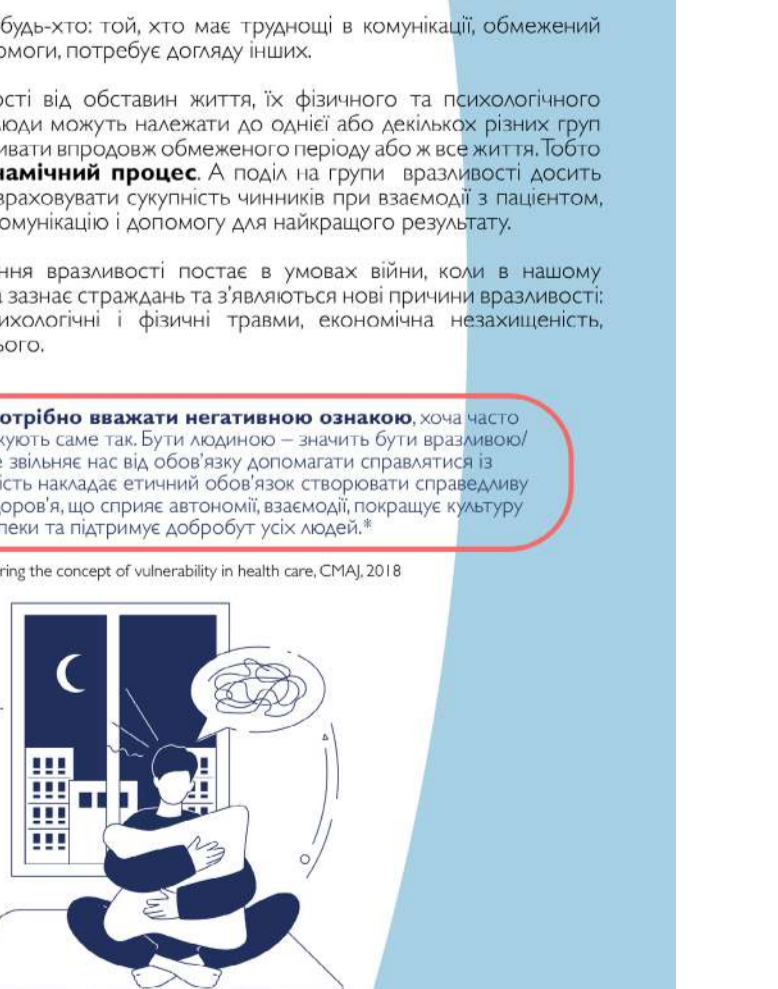 будь-хто: той, хто має труднощі в комунікації, обмежений
помоги, потребує догляду інших.
ості від обставин життя, їх фізичного та психологічного
люди можуть належати до однієї або декількох різних груп
ивати впродовж обмеженого періоду або ж все життя. Тобто
намічний процес. А поділ на групи вразливості досить
враховувати сукупність чинників при взаємодії з пацієнтом,
омунікацію і допомогу для найкращого результату.
ння вразливості постає в умовах війни, коли в нашому
зазнає страждань та з’являються нові причини вразливості:
ихологічні і фізичні травми, економічна незахищеність,
ього.
отрібно вважати негативною ознакою, хоча часто
кують саме так. Бути людиною – значить бути вразливою/
е звільняє нас від обов’язку допомагати справлятися із
ість накладає етичний обов’язок створювати справедливу
доров’я, що сприяє автономії, взаємодії, покращує культуру
пеки та підтримує добробут усіх людей.*
ring the concept of vulnerability in health care, CMAJ, 2018